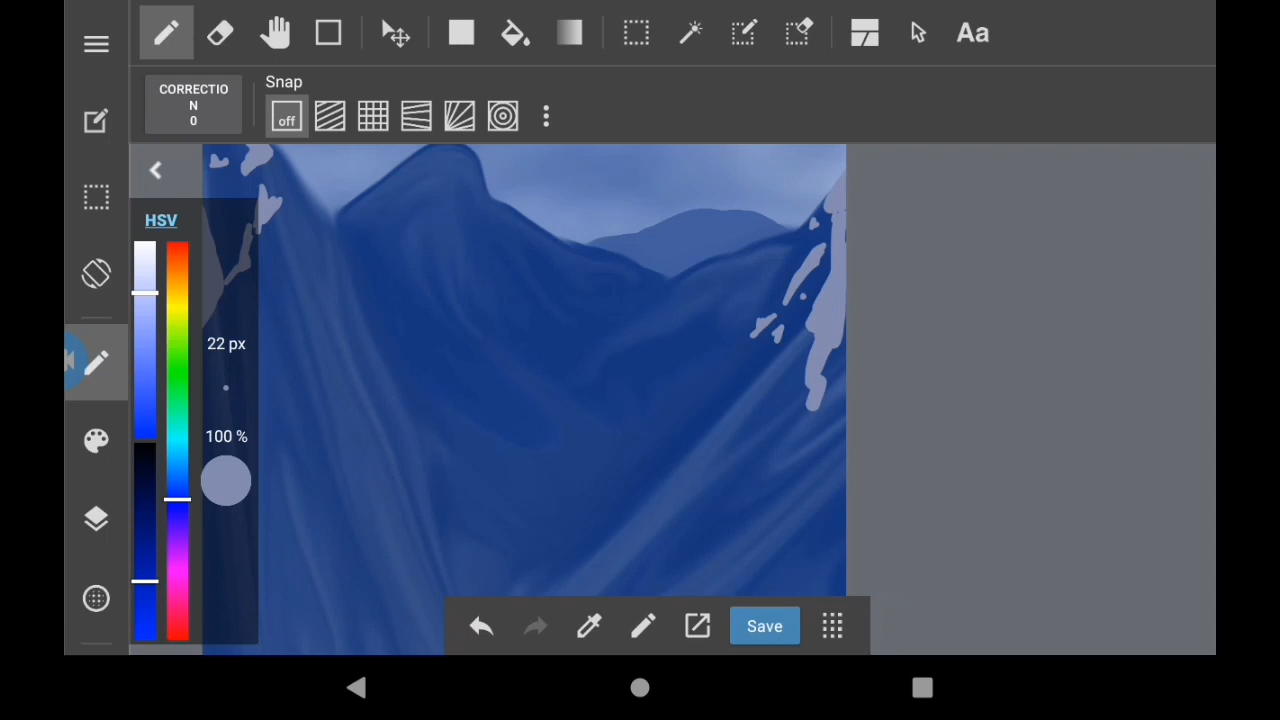 Aa
CORRECTIO
N
0
Snap
off
HSV
22 px
100 %
Save